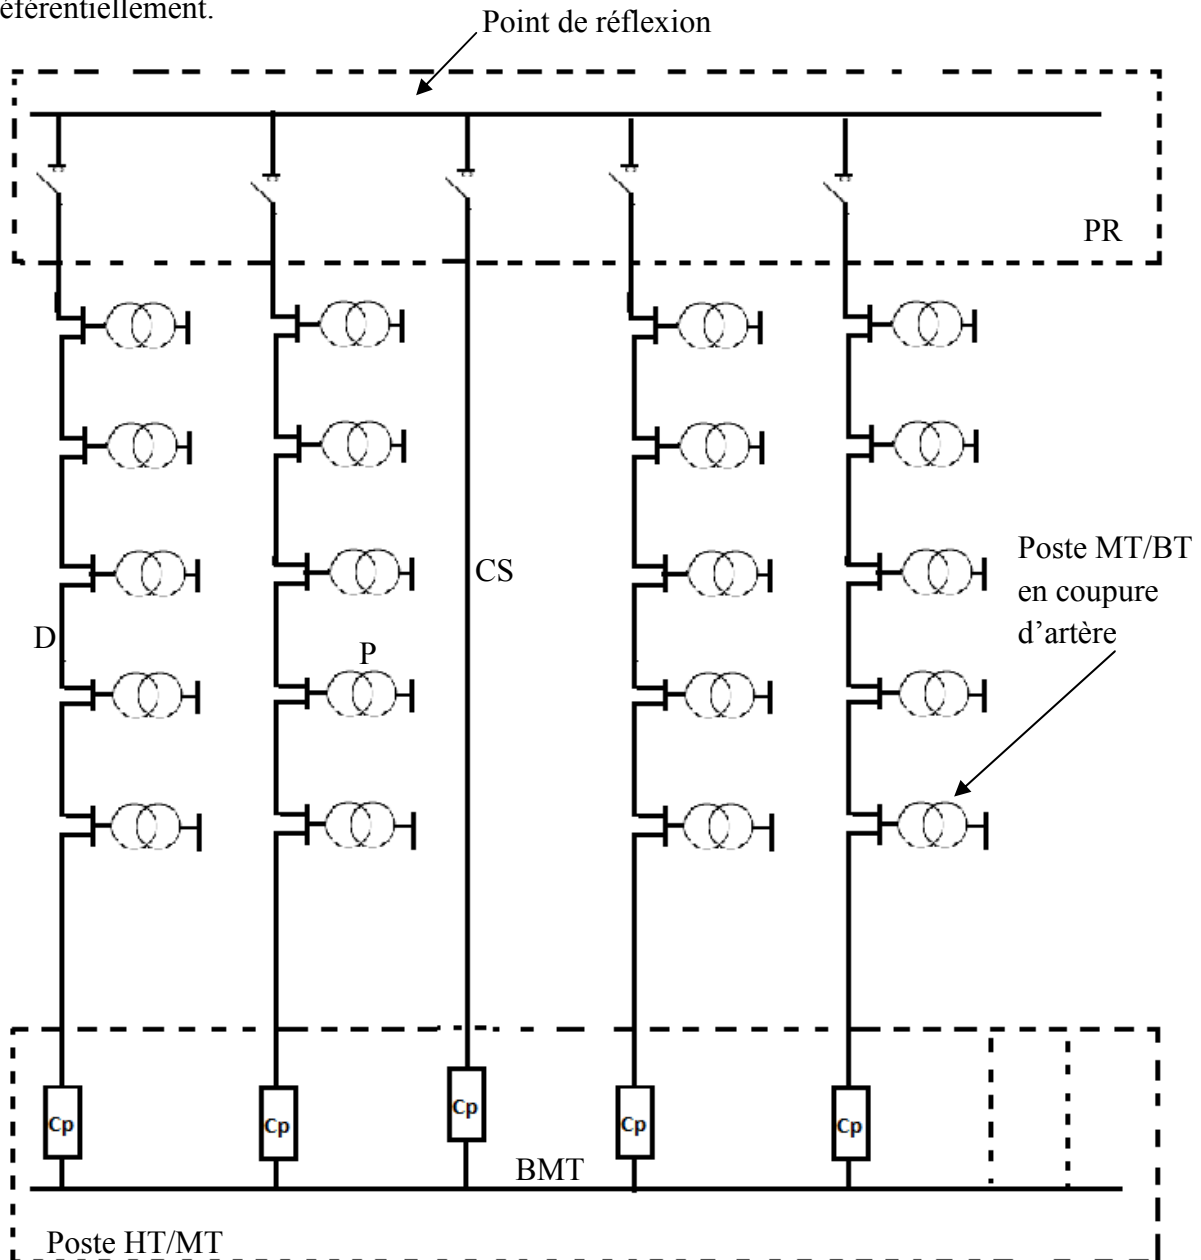 éférentiellement.
Point de réflexion
PR
CS
Poste MT/BT
en coupure
d'artère
D
P
Cp
Cp
Cp
Cp
Cp
BMT
Poste HT/MT